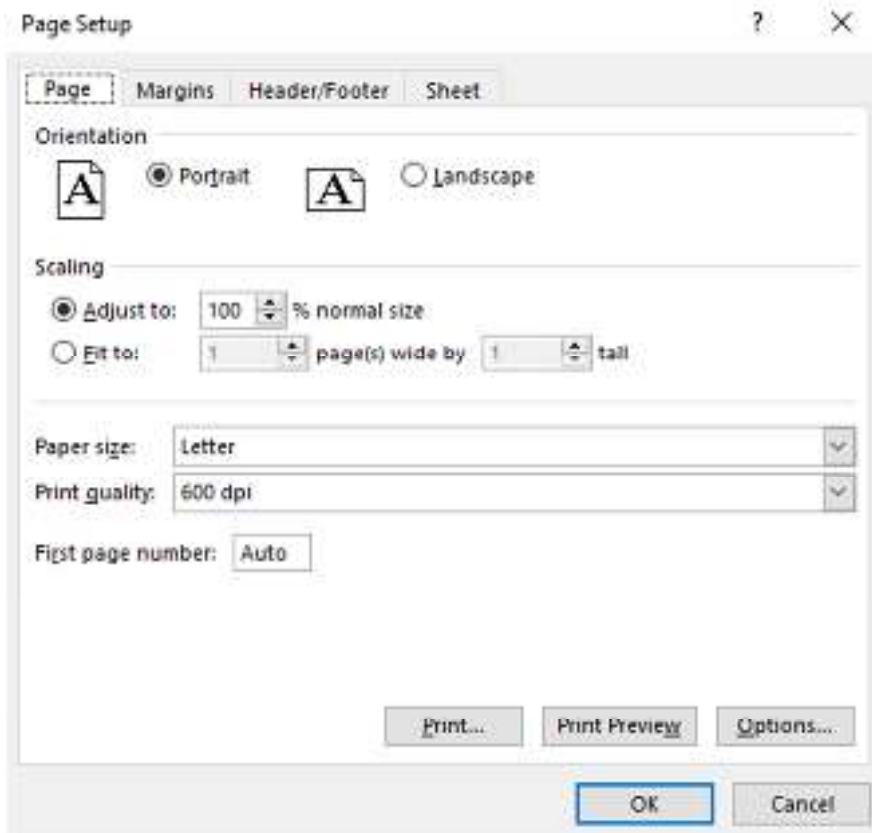 Page Setup ? ×
Page Margins Header/Footer Sheet
Orientation
A Portrait A Landscape
Scaling
Adjust to: 100 % normal size
Fit to: 1 page(s) wide by 1 tall
Paper size: Letter
Print quality: 600 dpi
First page number: Auto
Print... Print Preview Options...
OK Cancel